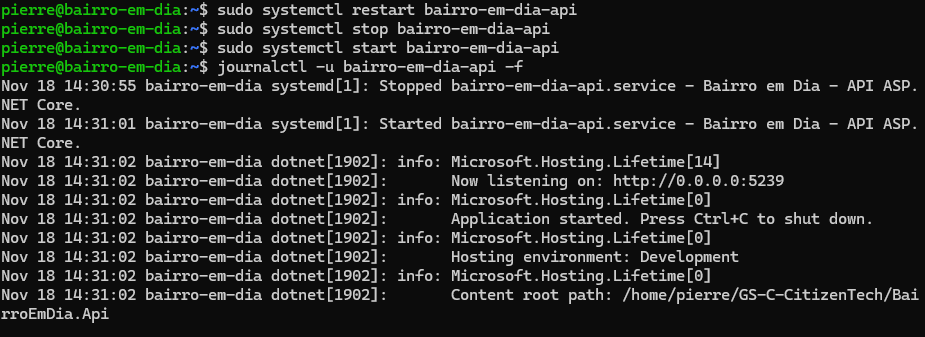 pierre@bairro-em-dia:~$ sudo systemctl restart bairro-em-dia-api
pierre@bairro-em-dia:~$ sudo systemctl stop bairro-em-dia-api
pierre@bairro-em-dia:~$ sudo systemctl start bairro-em-dia-api
pierre@bairro-em-dia:~$ journalctl -u bairro-em-dia-api -f
Nov 18 14:30:55 bairro-em-dia systemd[1]: Stopped bairro-em-dia-api.service - Bairro em Dia - API ASP.
NET Core.
Nov 18 14:31:01 bairro-em-dia systemd[1]: Started bairro-em-dia-api.service - Bairro em Dia - API ASP.
NET Core.
Nov 18 14:31:02 bairro-em-dia dotnet[1902]: info: Microsoft.Hosting.Lifetime[14]
Nov 18 14:31:02 bairro-em-dia dotnet[1902]:       Now listening on: http://0.0.0.0:5239
Nov 18 14:31:02 bairro-em-dia dotnet[1902]: info: Microsoft.Hosting.Lifetime[0]
Nov 18 14:31:02 bairro-em-dia dotnet[1902]:       Application started. Press Ctrl+C to shut down.
Nov 18 14:31:02 bairro-em-dia dotnet[1902]: info: Microsoft.Hosting.Lifetime[0]
Nov 18 14:31:02 bairro-em-dia dotnet[1902]:       Hosting environment: Development
Nov 18 14:31:02 bairro-em-dia dotnet[1902]: info: Microsoft.Hosting.Lifetime[0]
Nov 18 14:31:02 bairro-em-dia dotnet[1902]:       Content root path: /home/pierre/GS-C-CitizenTech/Bai
rroEmDia.Api